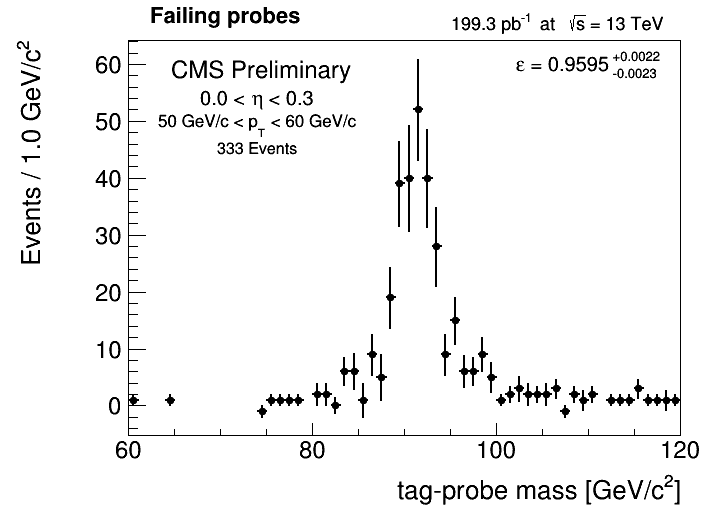 Failing probes
199.3 pb⁻¹ at √s = 13 TeV
CMS Preliminary
0.0 < η < 0.3
50 GeV/c < p_T < 60 GeV/c
333 Events
ε = 0.9595 +0.0022 -0.0023
Events / 1.0 GeV/c²
60
50
40
30
20
10
0
60 80 100 120
tag-probe mass [GeV/c²]